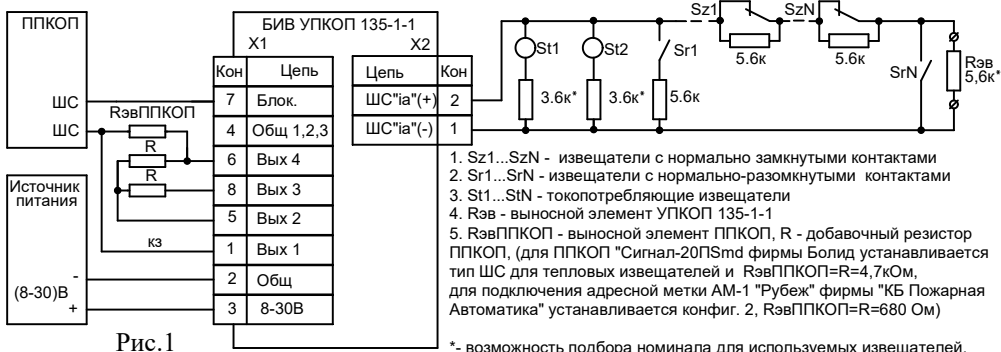 ППКОП
ШС
ШС
RэвППКОП
R
R
кз
Источник
питания
-
(8-30)В
+
Рис.1
БИВ УПКОП 135-1-1
X1
X2
Кон
Цепь
7
Блок.
4
Общ 1,2,3
6
Вых 4
8
Вых 3
5
Вых 2
1
Вых 1
2
Общ
3
8-30В
Цепь
Кон
ШС"ia"(+)
2
ШС"ia"(-)
1
St1
St2
Sr1
Sz1
SzN
5.6к
5.6к
3.6к*
3.6к*
5.6к
SrN
Rэв
5,6к*
1. Sz1...SzN - извещатели с нормально замкнутыми контактами
2. Sr1...SrN - извещатели с нормально-разомкнутыми контактами
3. St1...StN - токопотребляющие извещатели
4. Rэв - выносной элемент УПКОП 135-1-1
5. RэвППКОП - выносной элемент ППКОП, R - добавочный резистор
ППКОП, (для ППКОП "Сигнал-20ПSmd фирмы Болид устанавливается
тип ШС для тепловых извещателей и RэвППКОП=R=4,7кОм,
для подключения адресной метки АМ-1 "Рубеж" фирмы "КБ Пожарная
Автоматика" устанавливается конфиг. 2, RэвППКОП=R=680 Ом)
*- возможность подбора номинала для используемых извещателей.